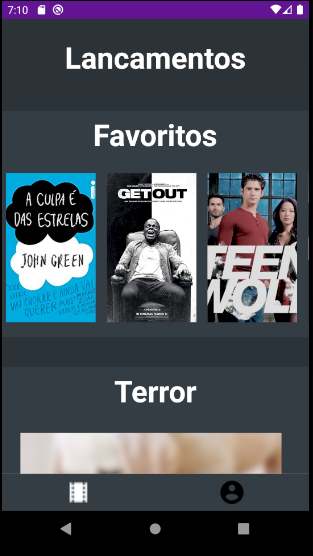 7:10
Lancamentos
Favoritos
A CULPA É
DAS ESTRELAS
JOHN GREEN
GET OUT
TEEN
WOLF
Terror